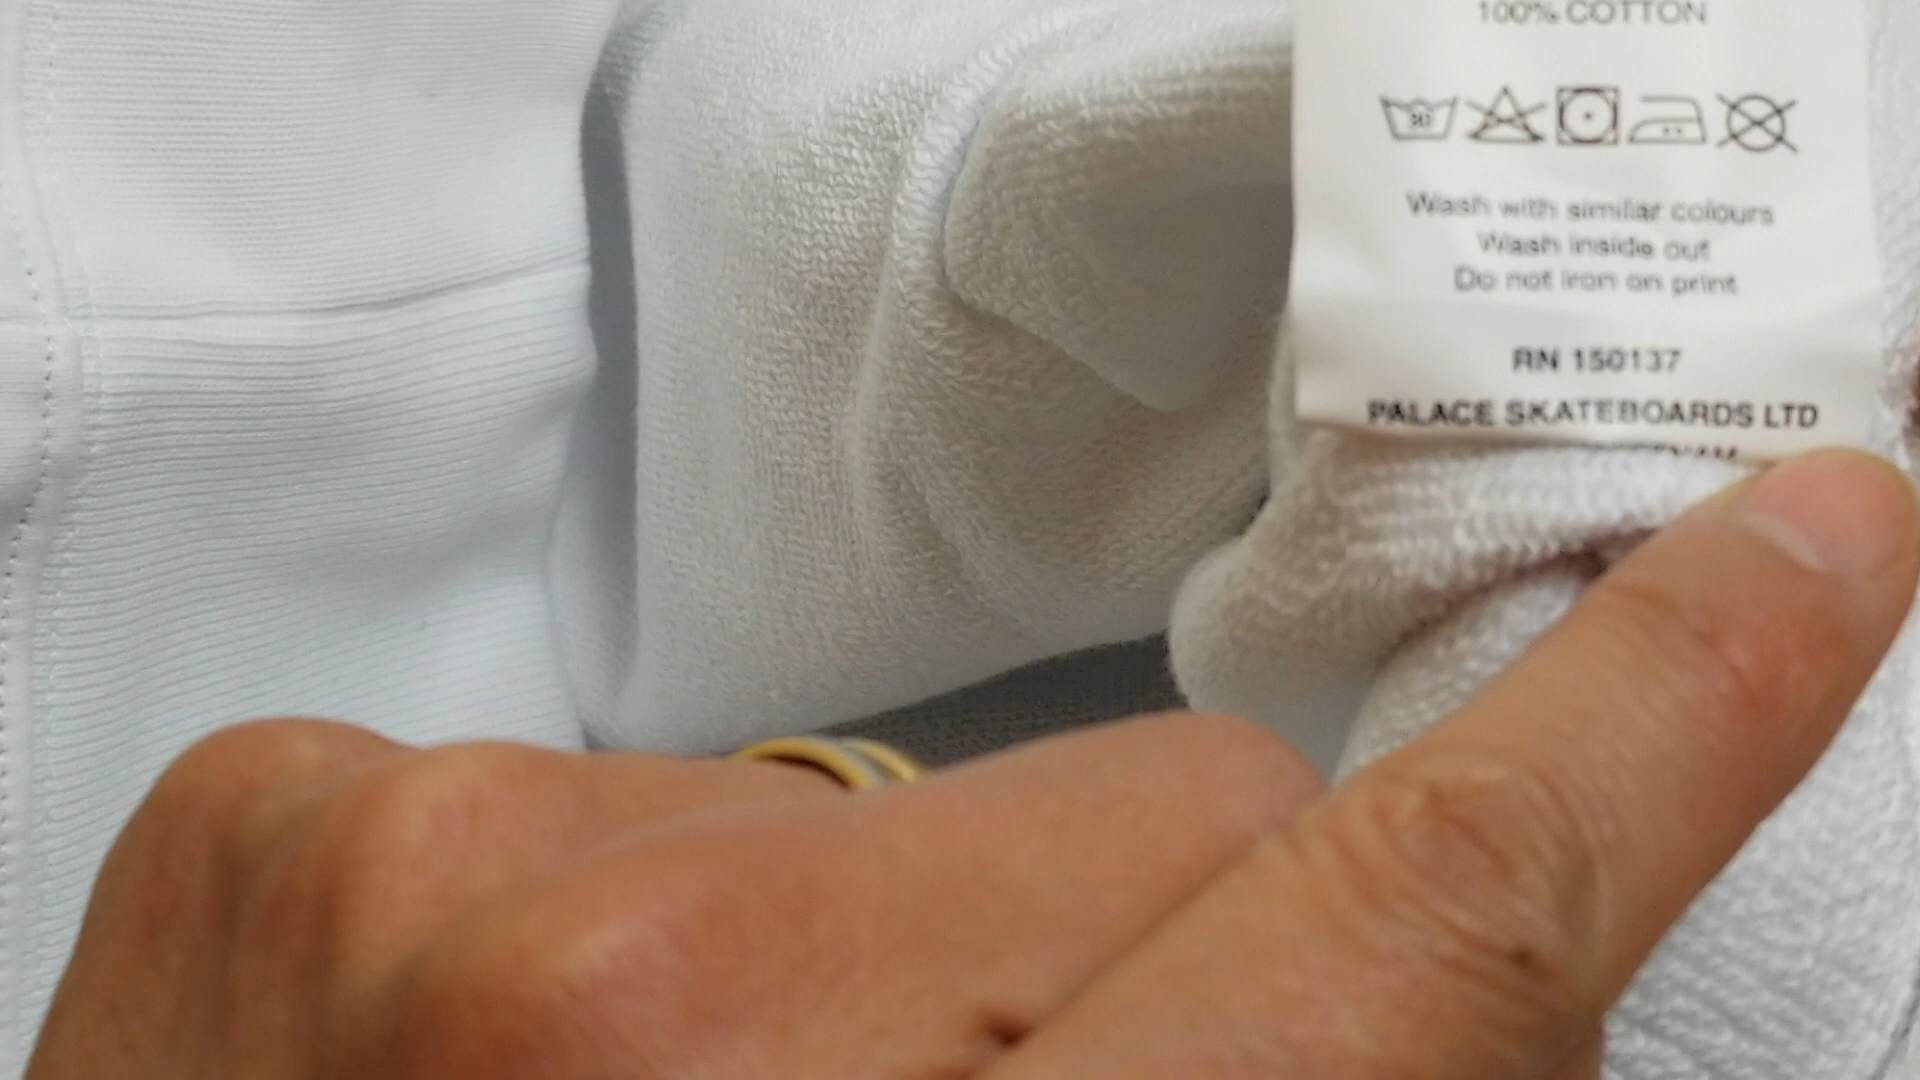 100% COTTON
30
Wash with similar colours
Wash inside out
Do not iron on print
RN 150137
PALACE SKATEBOARDS LTD